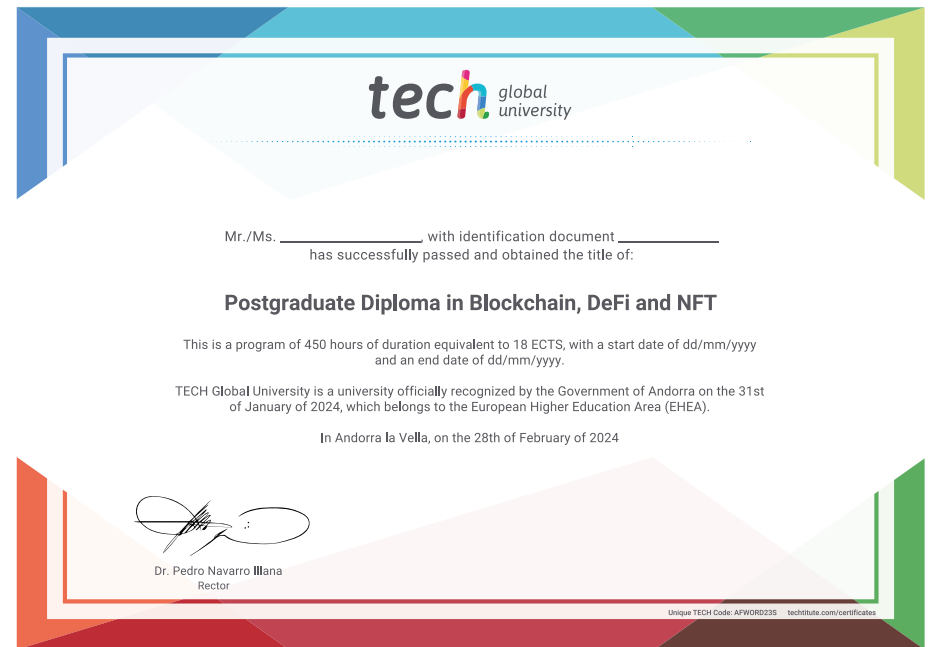 tech global
university
Mr./Ms. ____________, with identification document ____________
has successfully passed and obtained the title of:
Postgraduate Diploma in Blockchain, DeFi and NFT
This is a program of 450 hours of duration equivalent to 18 ECTS, with a start date of dd/mm/yyyy
and an end date of dd/mm/yyyy.
TECH Global University is a university officially recognized by the Government of Andorra on the 31st
of January of 2024, which belongs to the European Higher Education Area (EHEA).
In Andorra la Vella, on the 28th of February of 2024
Dr. Pedro Navarro Illana
Rector
Unique TECH Code: AFWORD23S techtitute.com/certificates